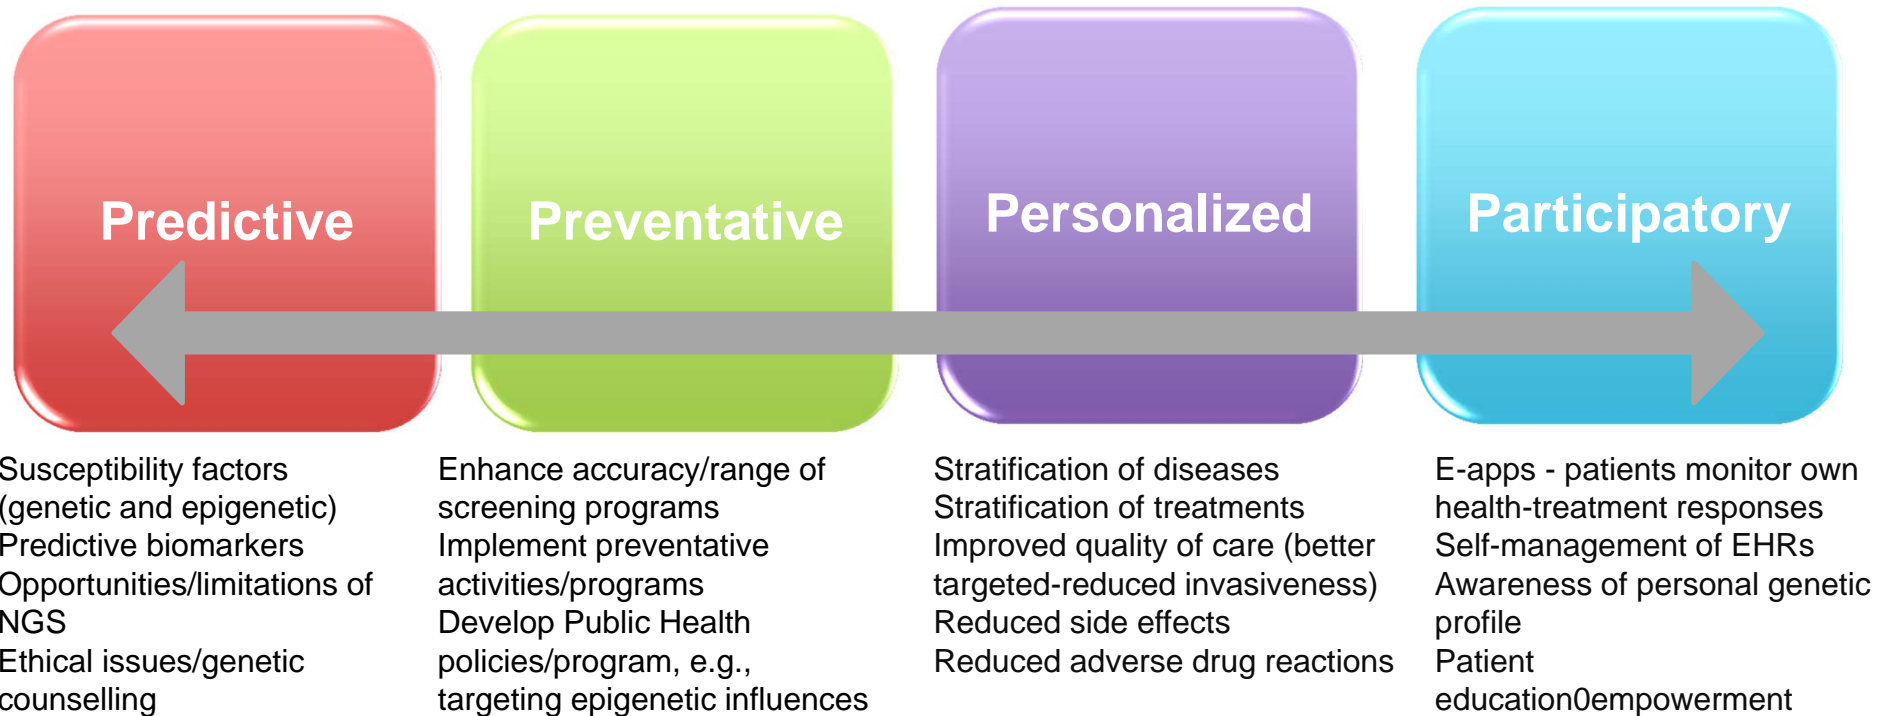 Predictive
Preventative
Personalized
Participatory
Susceptibility factors
(genetic and epigenetic)
Predictive biomarkers
Opportunities/limitations of
NGS
Ethical issues/genetic
counselling
Enhance accuracy/range of
screening programs
Implement preventative
activities/programs
Develop Public Health
policies/program, e.g.,
targeting epigenetic influences
Stratification of diseases
Stratification of treatments
Improved quality of care (better
targeted-reduced invasiveness)
Reduced side effects
Reduced adverse drug reactions
E-apps - patients monitor own
health-treatment responses
Self-management of EHRs
Awareness of personal genetic
profile
Patient
education0empowerment